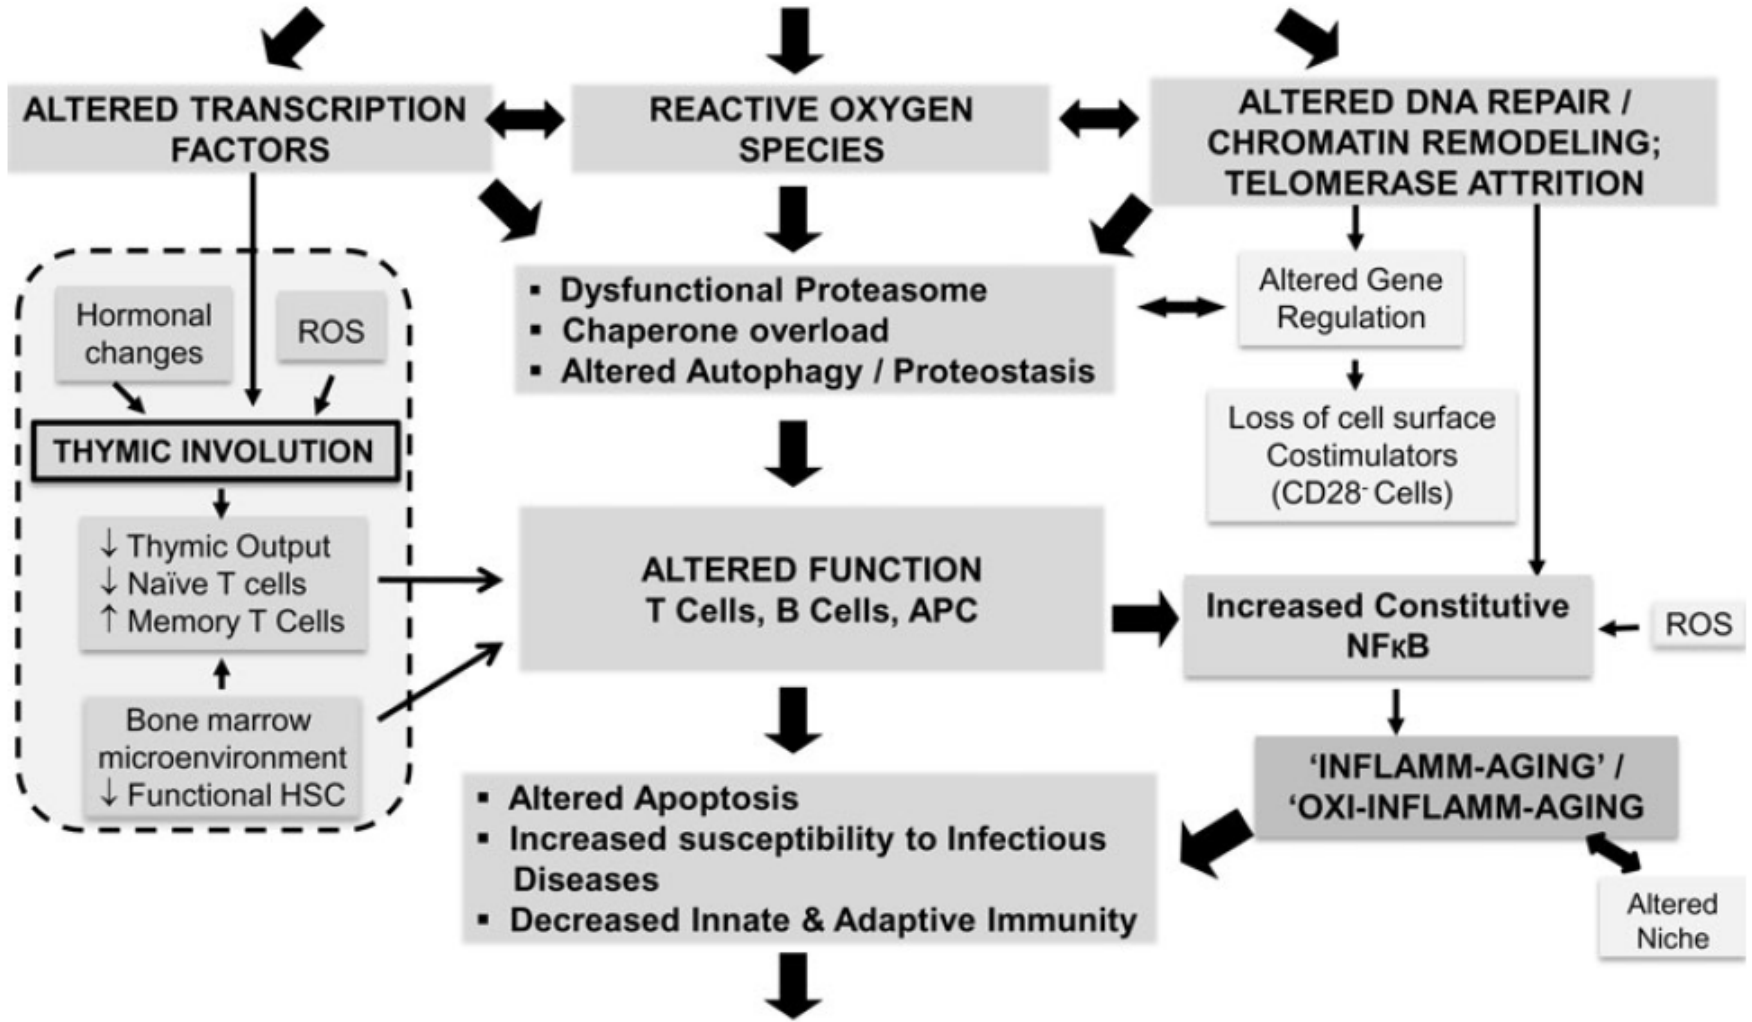 ALTERED TRANSCRIPTION
FACTORS
REACTIVE OXYGEN
SPECIES
ALTERED DNA REPAIR /
CHROMATIN REMODELING;
TELOMERASE ATTRITION
Hormonal
changes
ROS
THYMIC INVOLUTION
↓ Thymic Output
↓ Naïve T cells
↑ Memory T Cells
Bone marrow
microenvironment
↓ Functional HSC
▪ Dysfunctional Proteasome
▪ Chaperone overload
▪ Altered Autophagy / Proteostasis
Altered Gene
Regulation
Loss of cell surface
Costimulators
(CD28⁻ Cells)
ALTERED FUNCTION
T Cells, B Cells, APC
Increased Constitutive
NFκB
ROS
‘INFLAMM-AGING’ /
‘OXI-INFLAMM-AGING
Altered
Niche
▪ Altered Apoptosis
▪ Increased susceptibility to Infectious
Diseases
▪ Decreased Innate & Adaptive Immunity